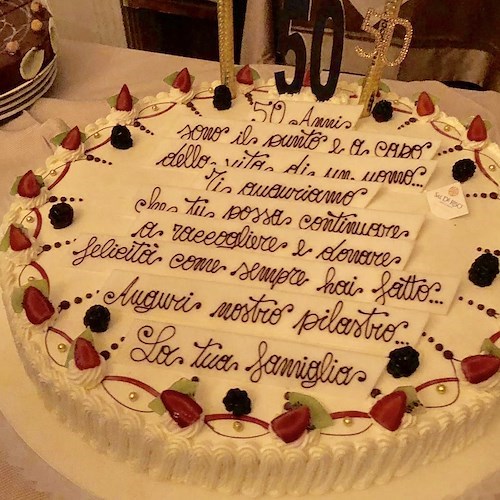 50
50
50 Anni
sono il punto e a capo
della vita di un uomo...
Ti auguriamo
che tu possa continuare
a raccogliere e donare
felicità come sempre hai fatto...
Auguri nostro pilastro...
La tua famiglia